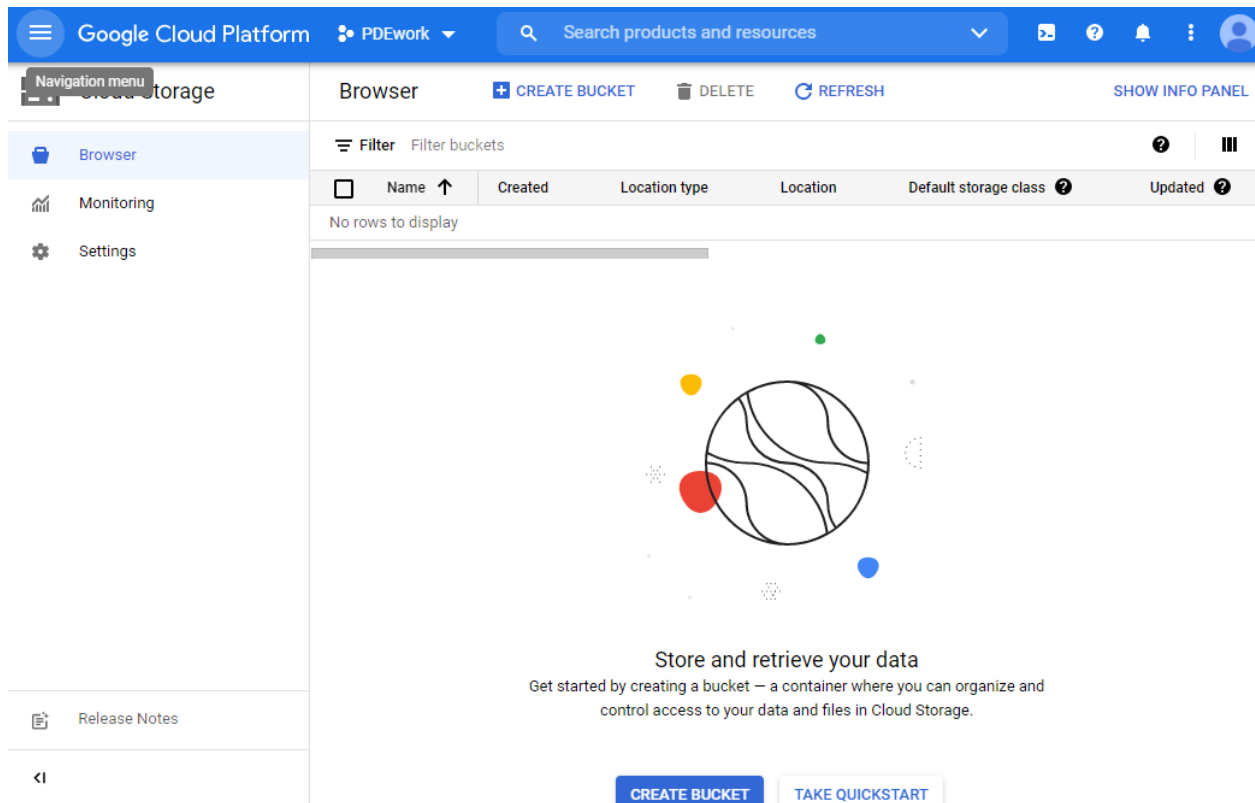 Google Cloud Platform PDEwork Search products and resources
Navigation menu
Cloud Storage
Browser CREATE BUCKET DELETE REFRESH SHOW INFO PANEL
Browser
Monitoring
Settings
Filter Filter buckets
Name Created Location type Location Default storage class Updated
No rows to display
Store and retrieve your data
Get started by creating a bucket — a container where you can organize and
control access to your data and files in Cloud Storage.
CREATE BUCKET TAKE QUICKSTART
Release Notes